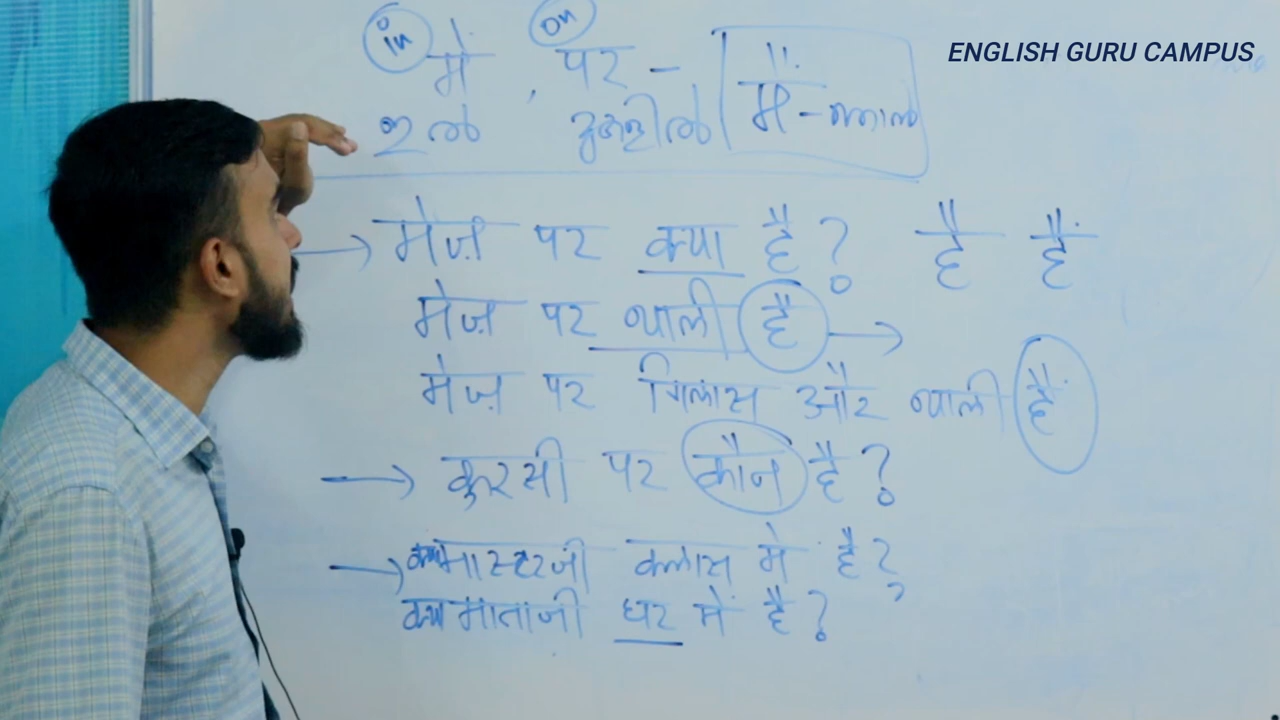 in on ENGLISH GURU CAMPUS
में , पर - मैं -
मेज़ पर क्या है ? है हैं
मेज़ पर थाली है
मेज़ पर गिलास और थाली हैं
कुरसी पर कौन है ?
क्या मास्टरजी क्लास में है ?
क्या माताजी घर में है ?